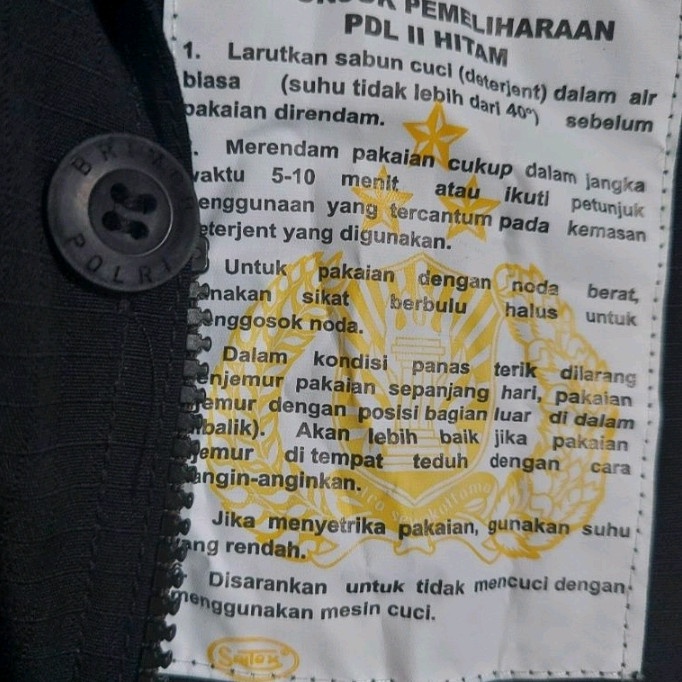 PEMELIHARAAN
PDL II HITAM
1. Larutkan sabun cuci (deterjent) dalam air
biasa (suhu tidak lebih dari 40°) sebelum
pakaian direndam.
. Merendam pakaian cukup dalam jangka
waktu 5-10 menit atau ikuti petunjuk
enggunaan yang tercantum pada kemasan
eterjent yang digunakan.
Untuk pakaian dengan noda berat,
nakan sikat berbulu halus untuk
enggosok noda.
Dalam kondisi panas terik dilarang
enjemur pakaian sepanjang hari, pakaian
jemur dengan posisi bagian luar di dalam
balik). Akan lebih baik jika pakaian
jemur di tempat teduh dengan cara
angin-anginkan.
Jika menyetrika pakaian, gunakan suhu
ang rendah.
Disarankan untuk tidak mencuci dengan
menggunakan mesin cuci.
POLRI